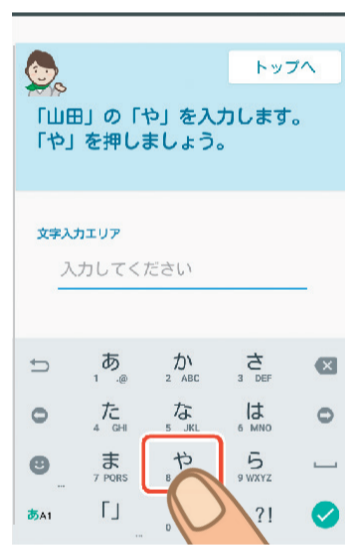 トップへ
「山田」の「や」を入力します。
「や」を押しましょう。
文字入力エリア
入力してください
あ か さ
1 .@ 2 ABC 3 DEF
た な は
4 GHI 5 JKL 6 MNO
ま や ら
7 PQRS 8 9 WXYZ
あA1 「」 ?!
0